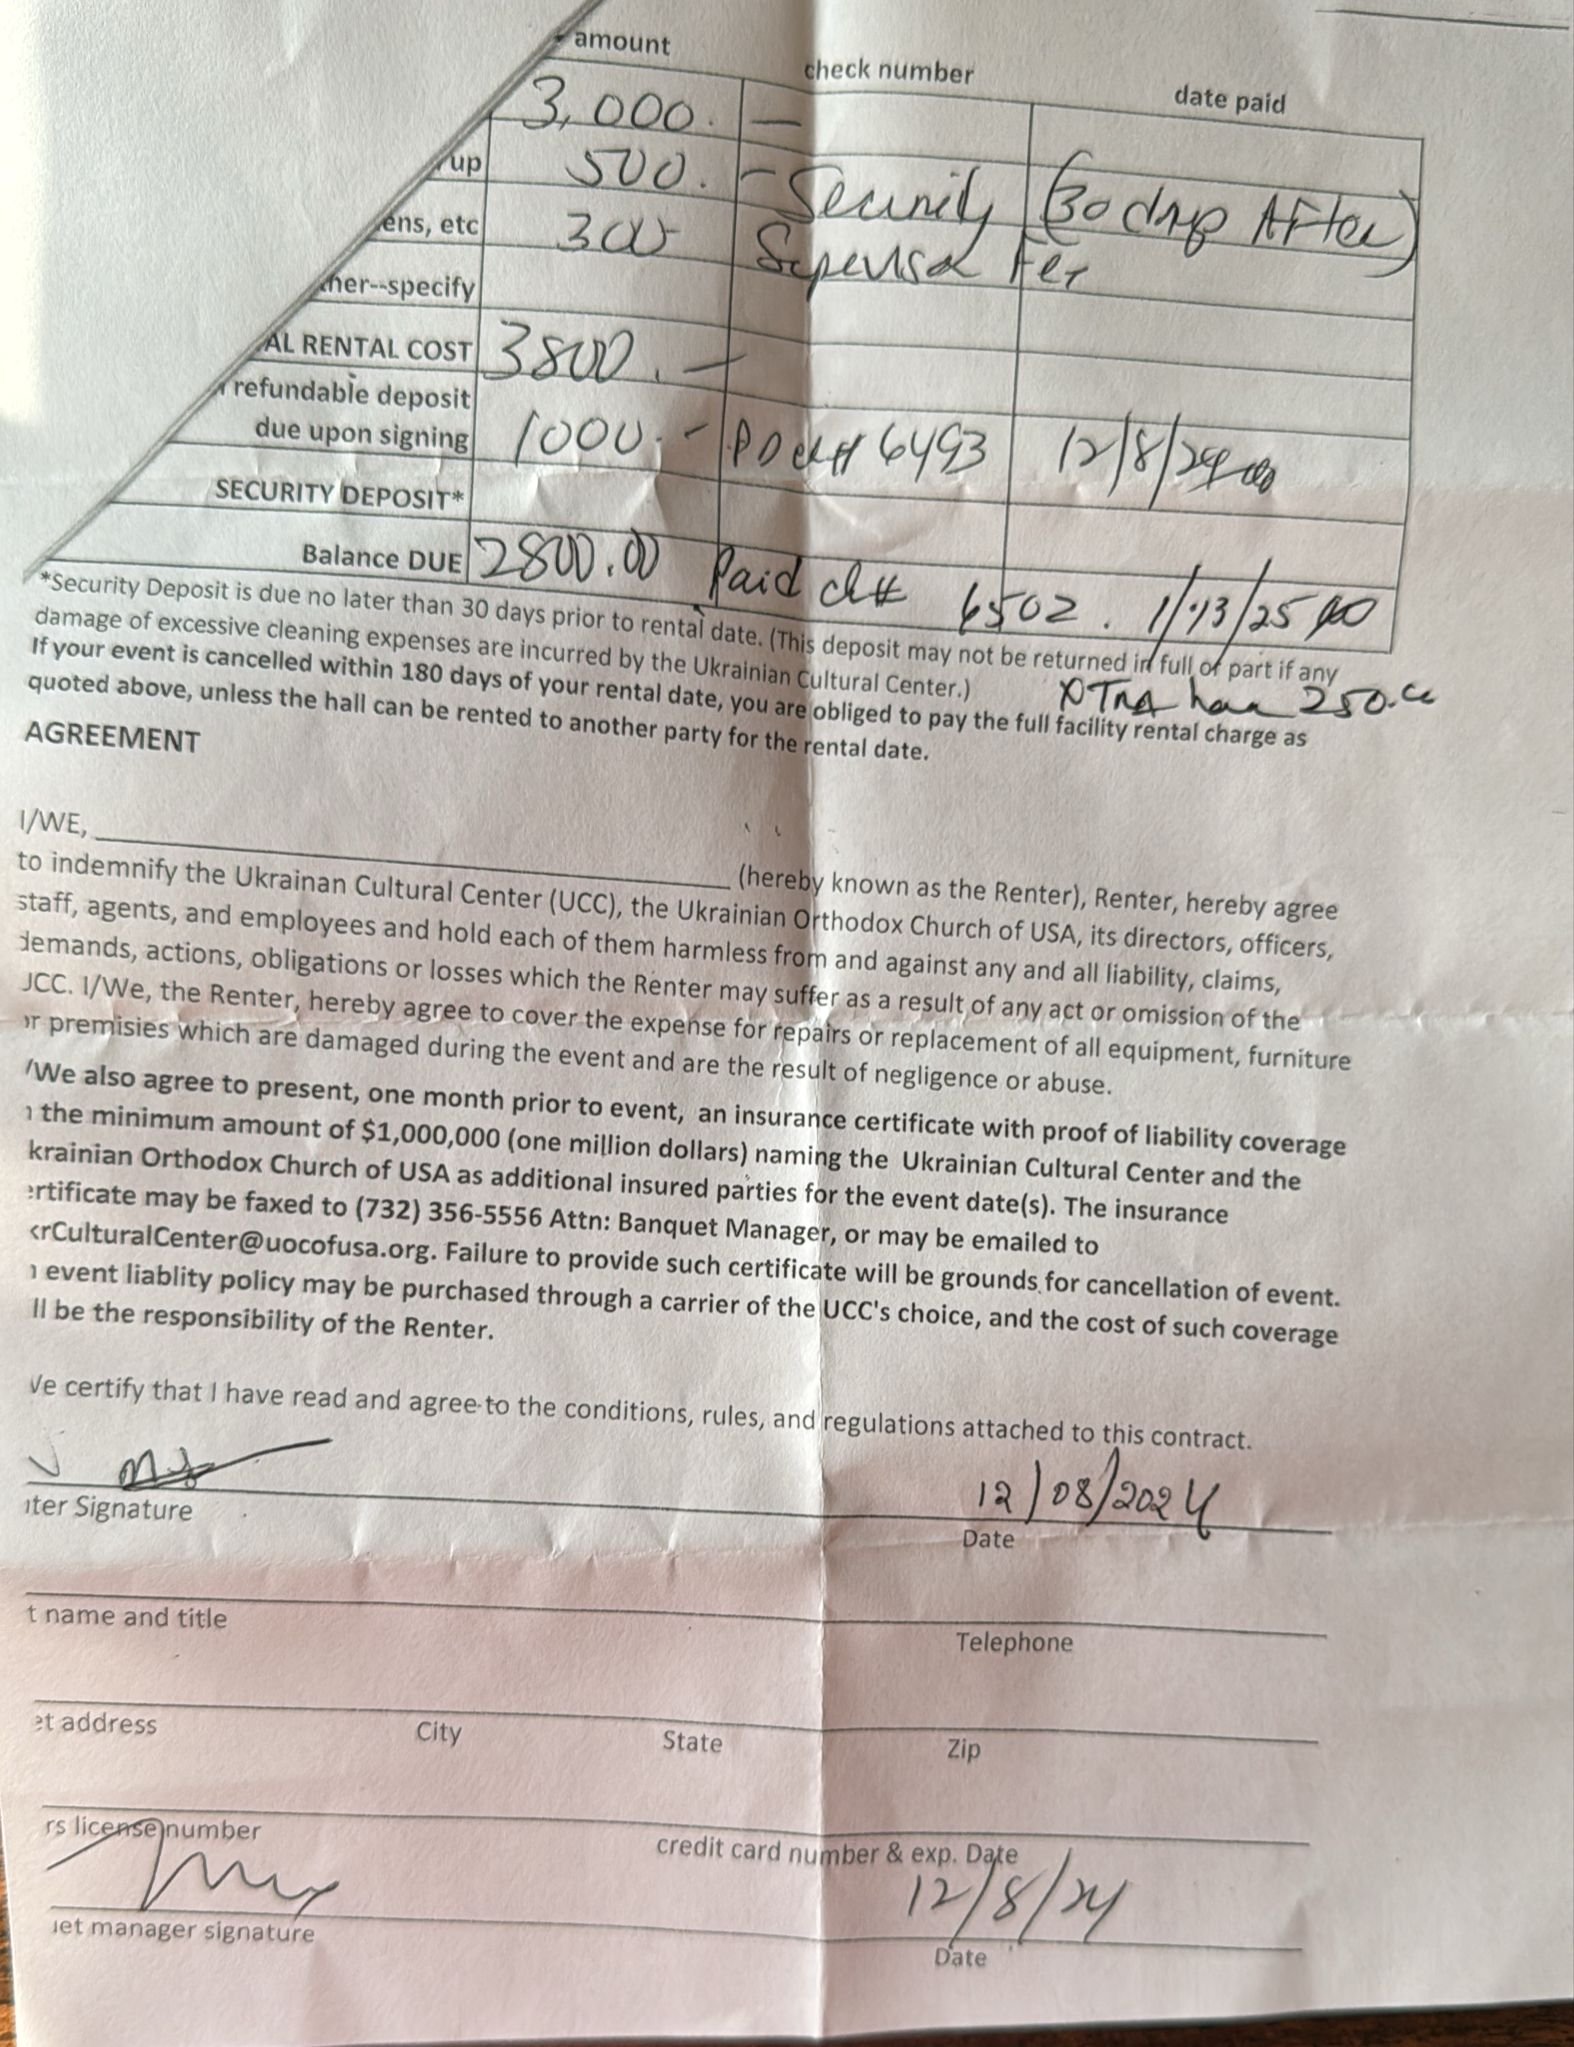 amount check number date paid
3,000. —
up 500. - Security (30 days After)
ens, etc 300 Supervisor Fee
her--specify
AL RENTAL COST 3800. —
refundable deposit
due upon signing 1000. - PD ck# 6493 12/8/24
SECURITY DEPOSIT*
Balance DUE 2800.00 Paid ck# 6502. 1/13/25
*Security Deposit is due no later than 30 days prior to rental date. (This deposit may not be returned in full of part if any
damage of excessive cleaning expenses are incurred by the Ukrainian Cultural Center.)
XTRA hour 250.00
If your event is cancelled within 180 days of your rental date, you are obliged to pay the full facility rental charge as
quoted above, unless the hall can be rented to another party for the rental date.
AGREEMENT
I/WE, (hereby known as the Renter), Renter, hereby agree
to indemnify the Ukrainan Cultural Center (UCC), the Ukrainian Orthodox Church of USA, its directors, officers,
staff, agents, and employees and hold each of them harmless from and against any and all liability, claims,
demands, actions, obligations or losses which the Renter may suffer as a result of any act or omission of the
UCC. I/We, the Renter, hereby agree to cover the expense for repairs or replacement of all equipment, furniture
or premisies which are damaged during the event and are the result of negligence or abuse.
/We also agree to present, one month prior to event, an insurance certificate with proof of liability coverage
the minimum amount of $1,000,000 (one million dollars) naming the Ukrainian Cultural Center and the
krainian Orthodox Church of USA as additional insured parties for the event date(s). The insurance
ertificate may be faxed to (732) 356-5556 Attn: Banquet Manager, or may be emailed to
krCulturalCenter@uocofusa.org. Failure to provide such certificate will be grounds for cancellation of event.
event liablity policy may be purchased through a carrier of the UCC's choice, and the cost of such coverage
ll be the responsibility of the Renter.
We certify that I have read and agree to the conditions, rules, and regulations attached to this contract.
12/08/2024
nter Signature Date
t name and title Telephone
et address City State Zip
rs license number credit card number & exp. Date
12/8/24
uet manager signature Date